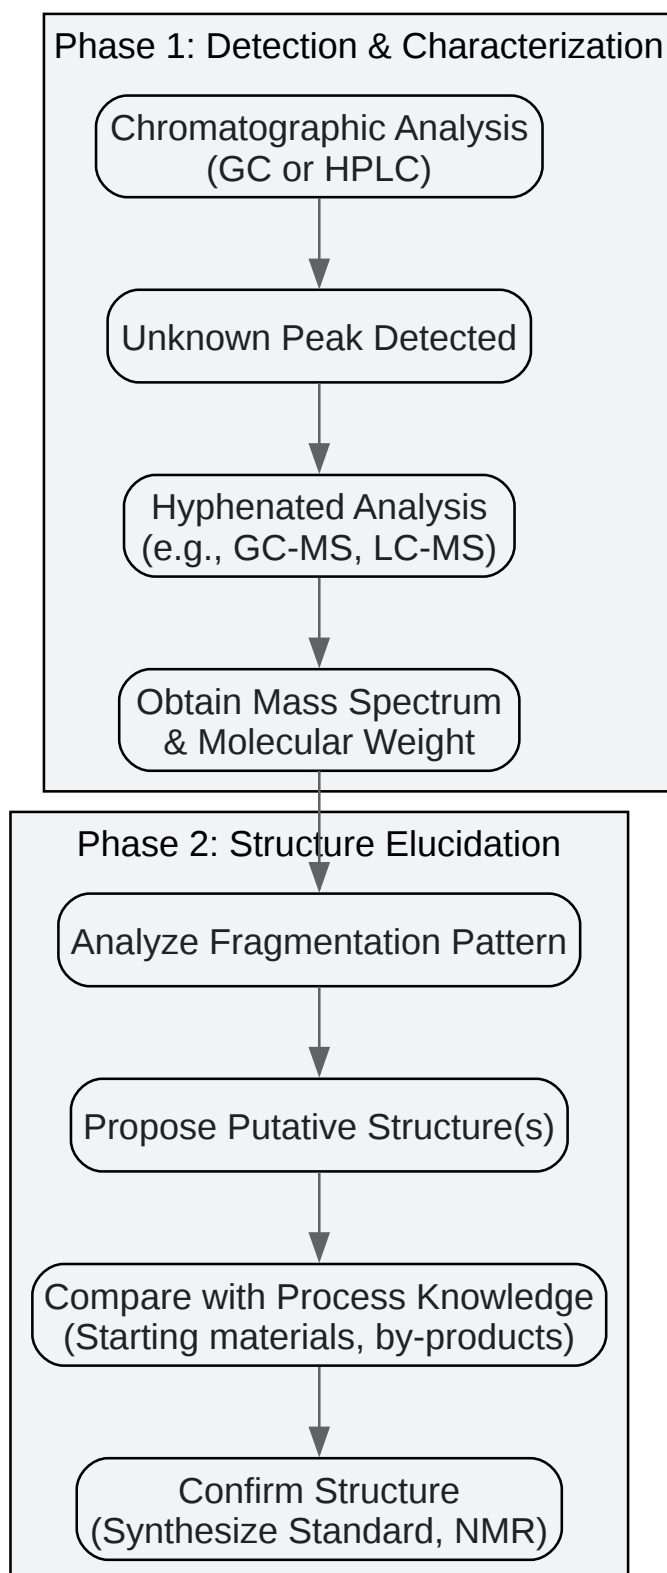 Phase 1: Detection & Characterization
Chromatographic Analysis
(GC or HPLC)
Unknown Peak Detected
Hyphenated Analysis
(e.g., GC-MS, LC-MS)
Obtain Mass Spectrum
& Molecular Weight
Phase 2: Structure Elucidation
Analyze Fragmentation Pattern
Propose Putative Structure(s)
Compare with Process Knowledge
(Starting materials, by-products)
Confirm Structure
(Synthesize Standard, NMR)